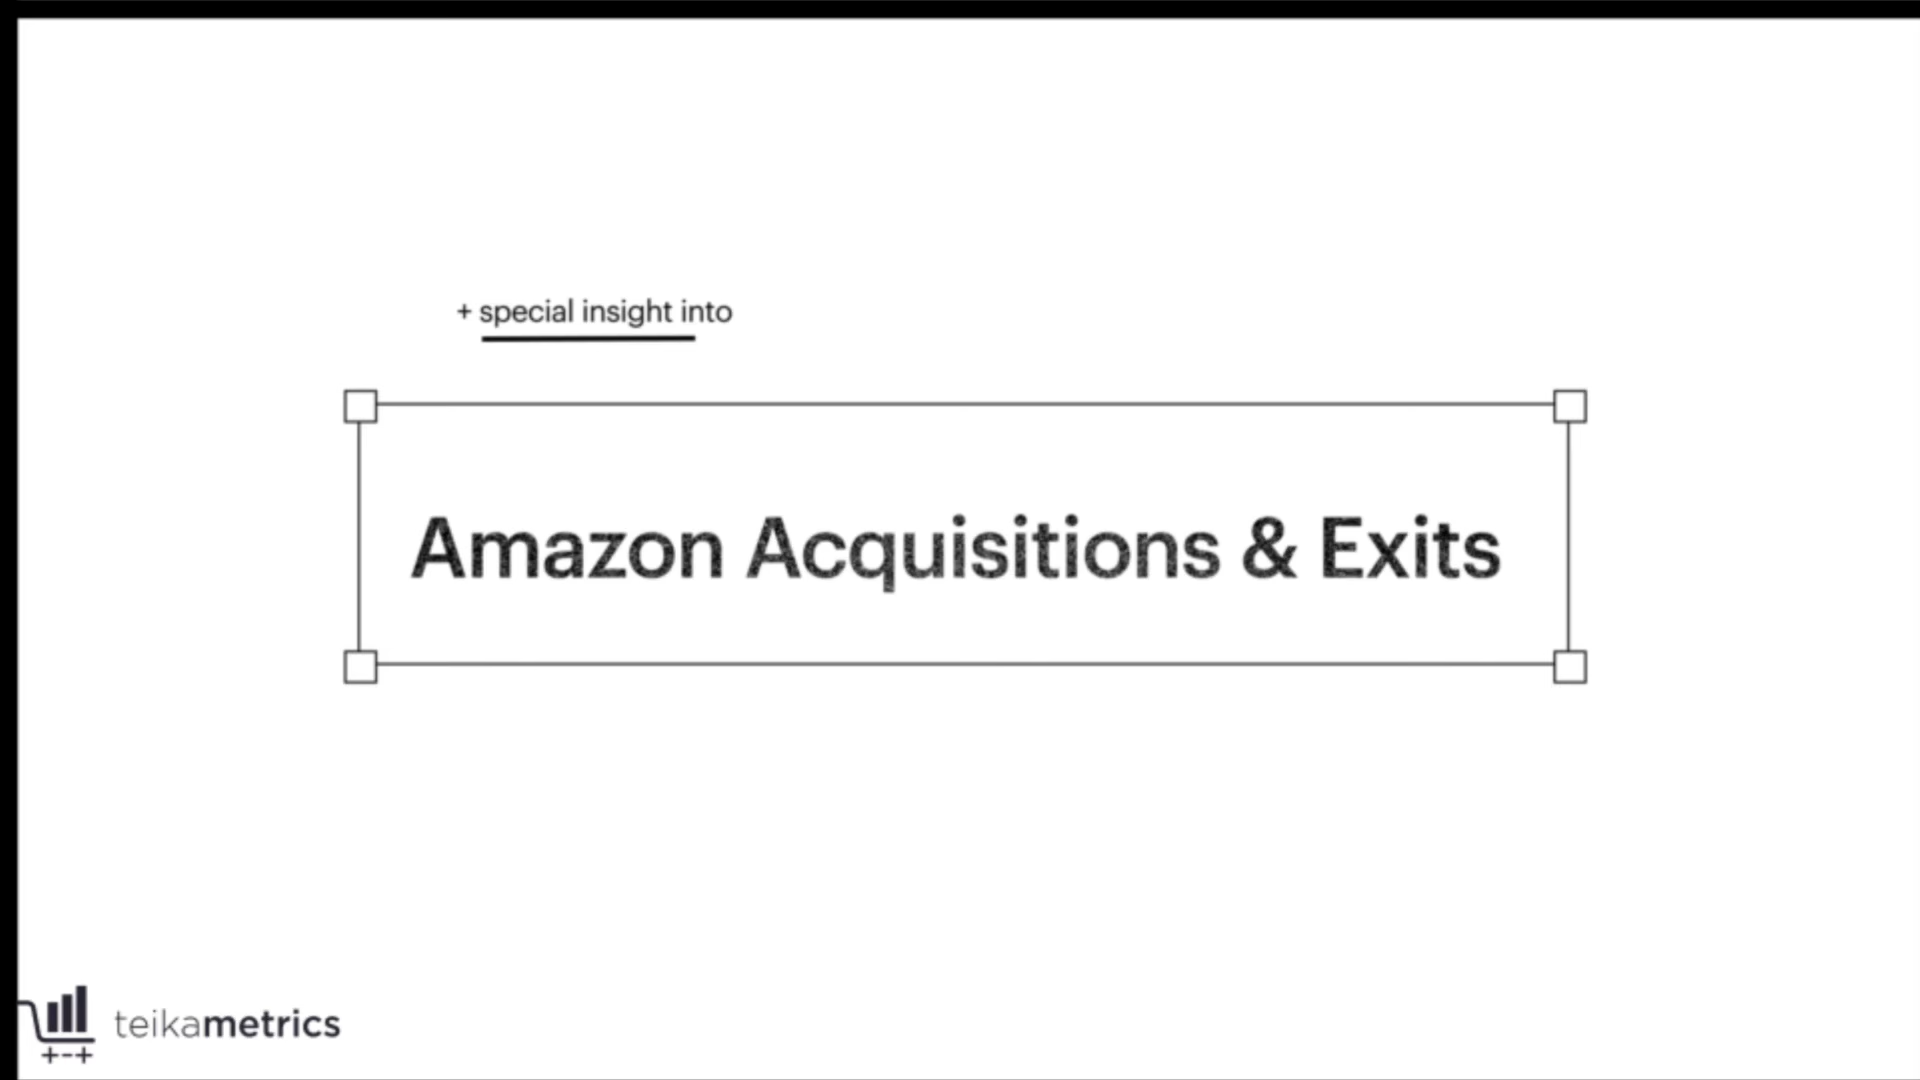 + special insight into
Amazon Acquisitions & Exits
teikametrics